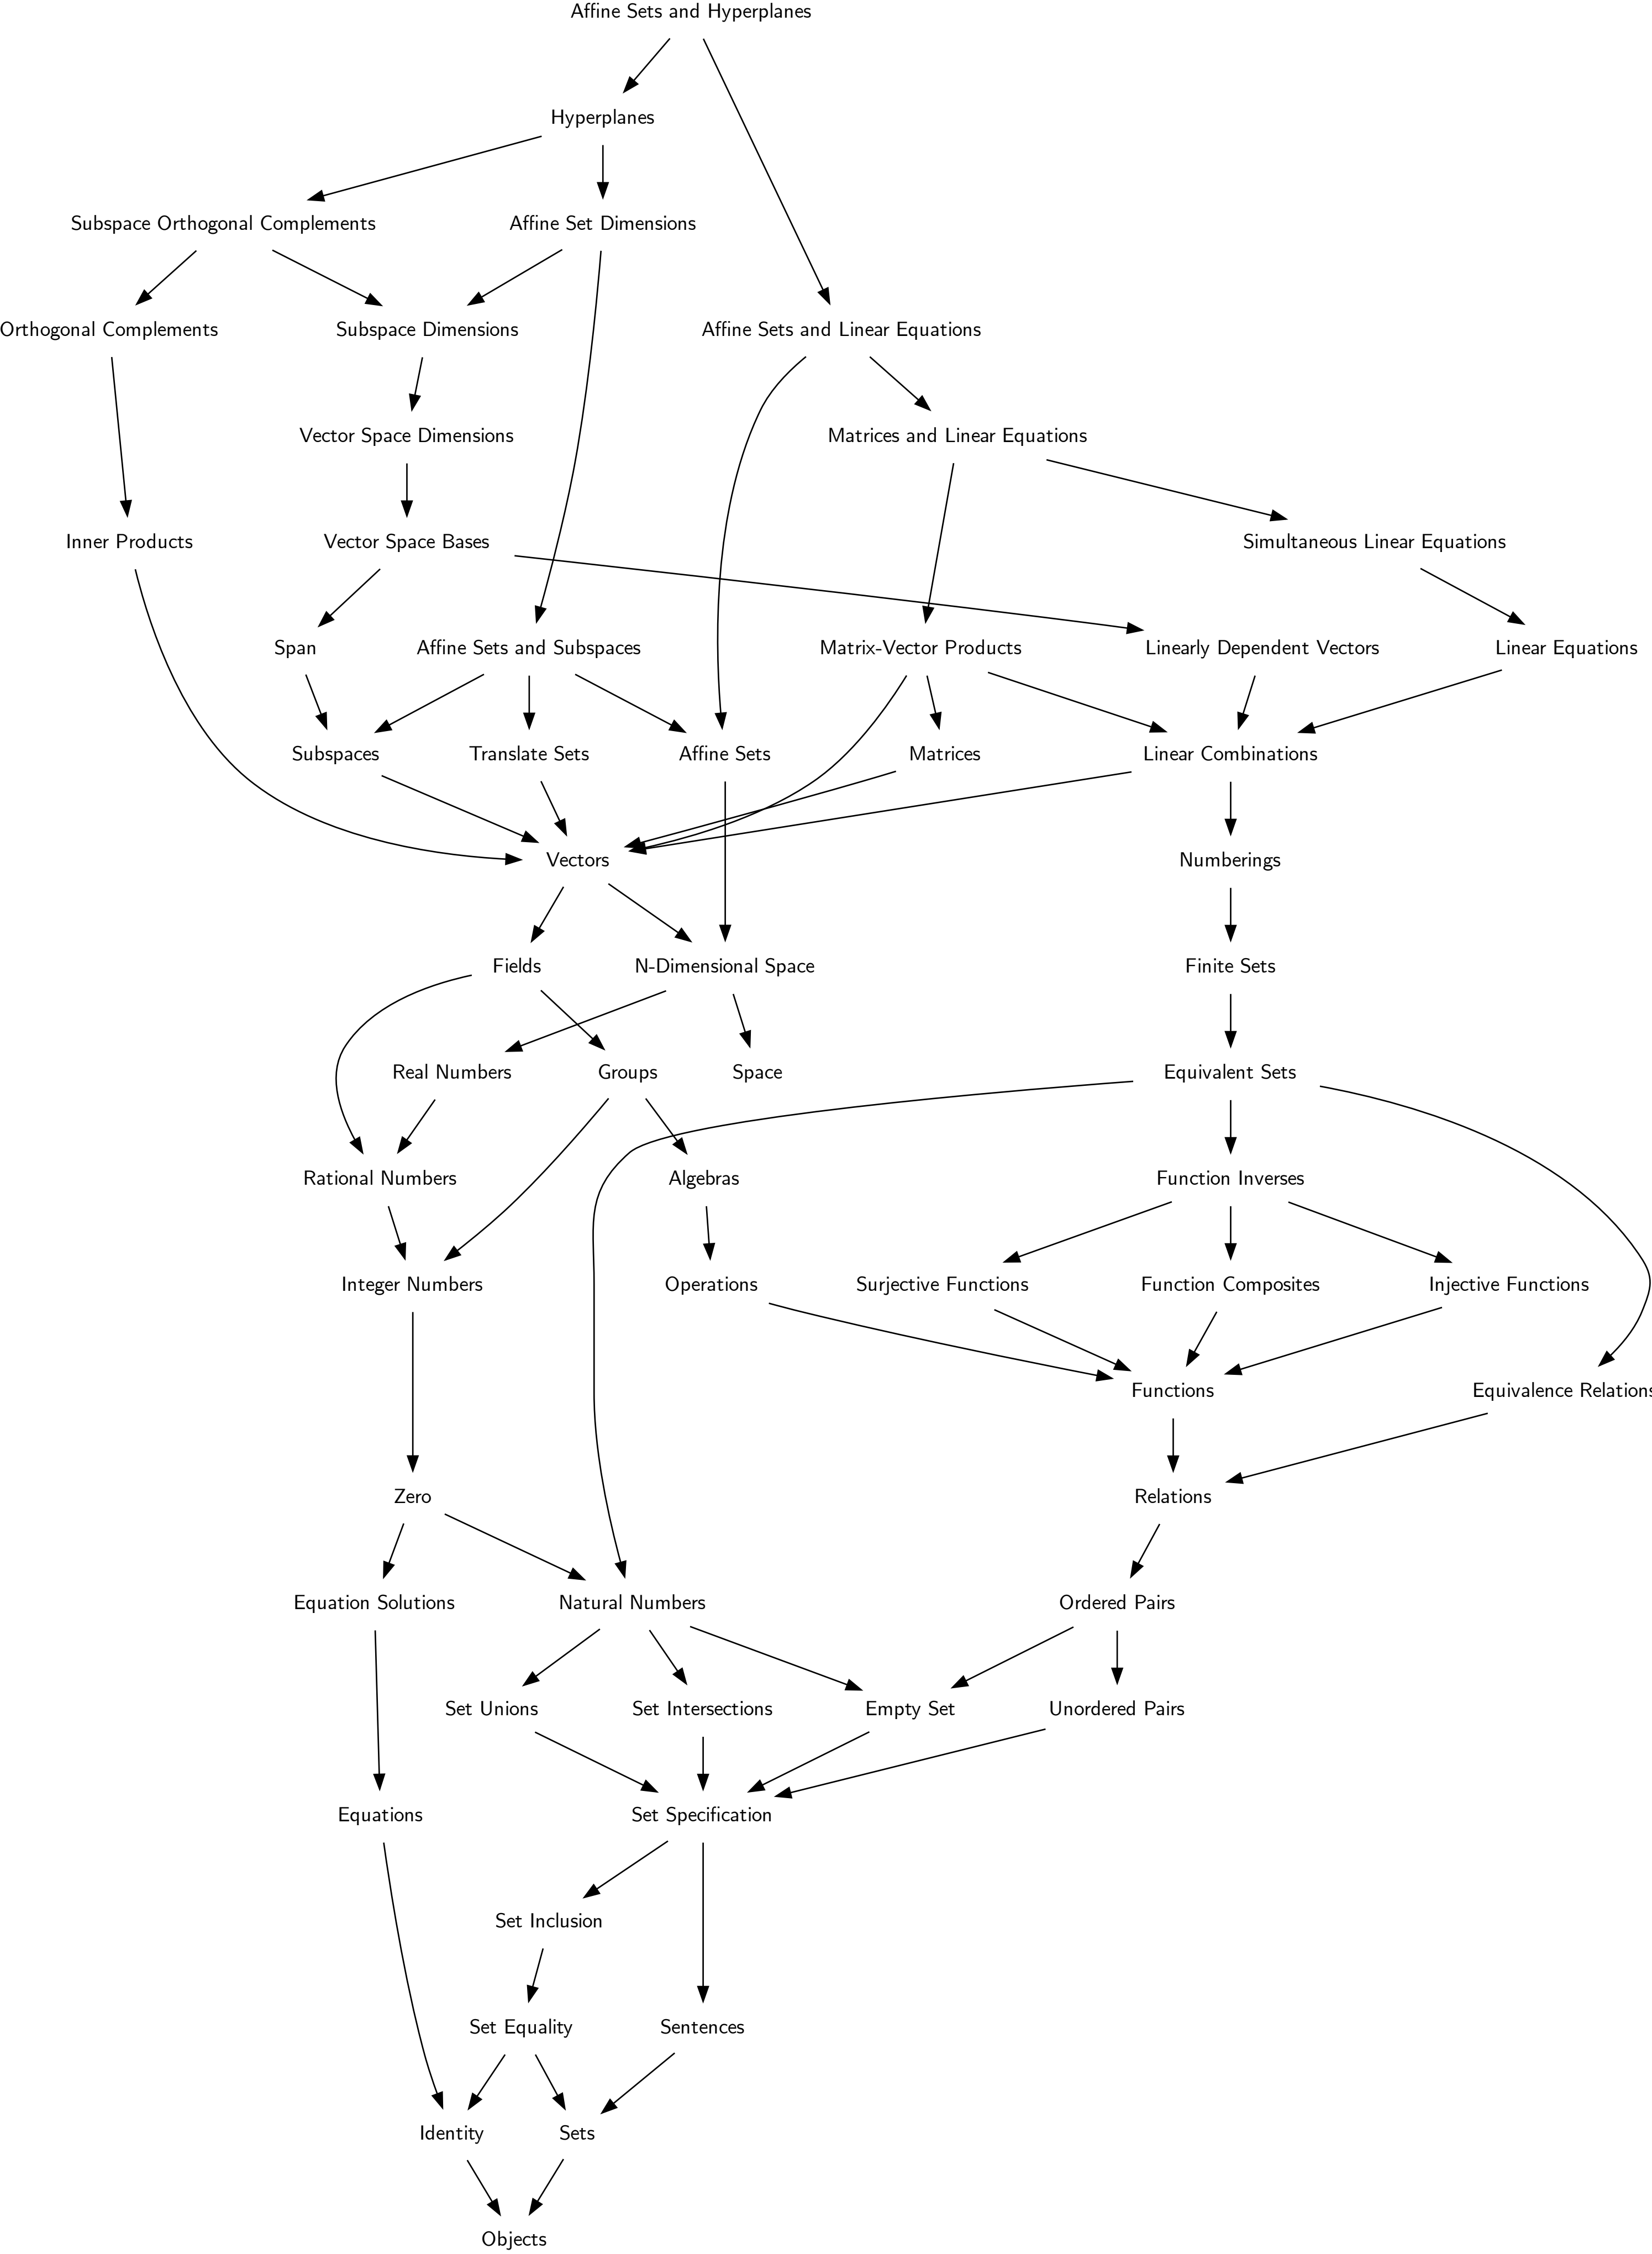 Affine Sets and Hyperplanes
Hyperplanes
Subspace Orthogonal Complements
Affine Set Dimensions
Orthogonal Complements
Subspace Dimensions
Affine Sets and Linear Equations
Vector Space Dimensions
Matrices and Linear Equations
Inner Products
Vector Space Bases
Simultaneous Linear Equations
Span
Affine Sets and Subspaces
Matrix-Vector Products
Linearly Dependent Vectors
Linear Equations
Subspaces
Translate Sets
Affine Sets
Matrices
Linear Combinations
Vectors
Numberings
Fields
N-Dimensional Space
Finite Sets
Real Numbers
Groups
Space
Equivalent Sets
Rational Numbers
Algebras
Function Inverses
Integer Numbers
Operations
Surjective Functions
Function Composites
Injective Functions
Functions
Equivalence Relations
Zero
Relations
Equation Solutions
Natural Numbers
Ordered Pairs
Set Unions
Set Intersections
Empty Set
Unordered Pairs
Equations
Set Specification
Set Inclusion
Set Equality
Sentences
Identity
Sets
Objects